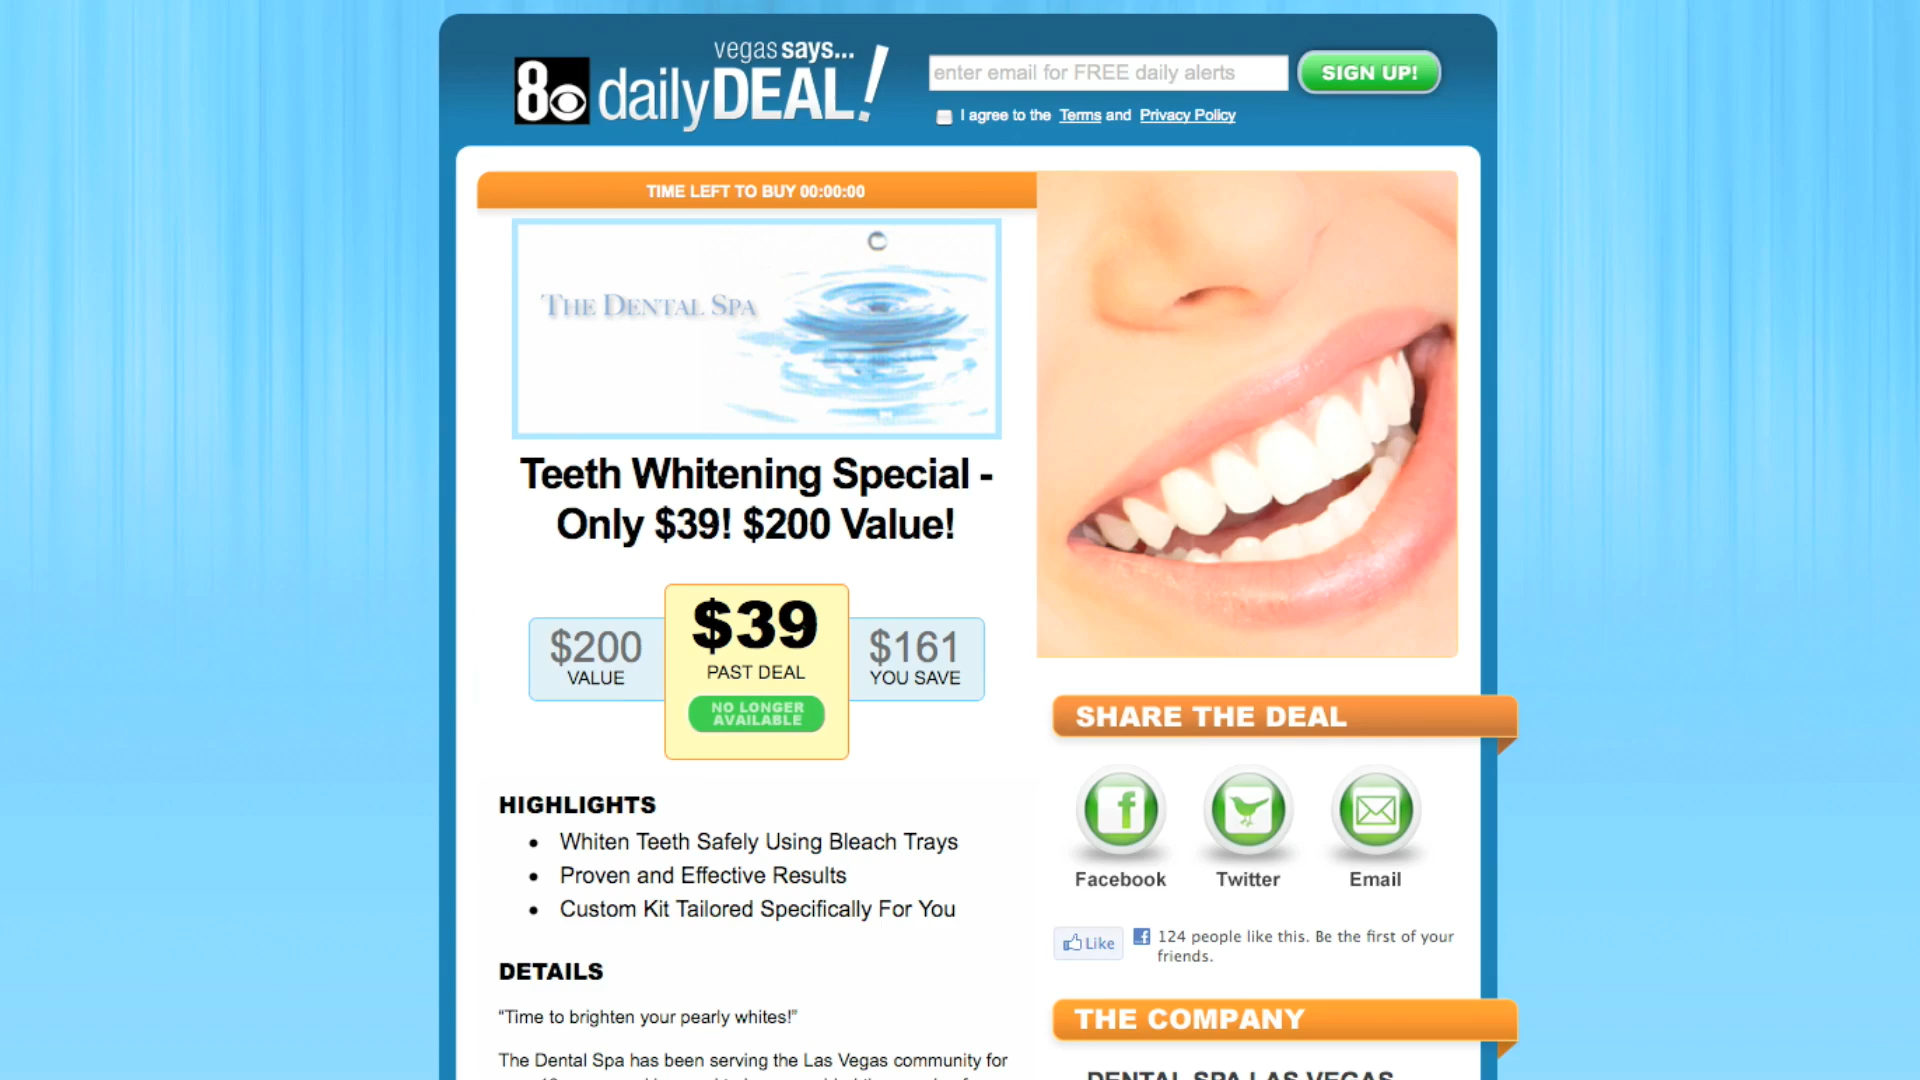 vegas says...
8 dailyDEAL!
enter email for FREE daily alerts
SIGN UP!
I agree to the Terms and Privacy Policy
TIME LEFT TO BUY 00:00:00
THE DENTAL SPA
Teeth Whitening Special -
Only $39! $200 Value!
$200
VALUE
$39
PAST DEAL
NO LONGER
AVAILABLE
$161
YOU SAVE
HIGHLIGHTS
• Whiten Teeth Safely Using Bleach Trays
• Proven and Effective Results
• Custom Kit Tailored Specifically For You
DETAILS
“Time to brighten your pearly whites!”
The Dental Spa has been serving the Las Vegas community for
SHARE THE DEAL
Facebook
Twitter
Email
Like
124 people like this. Be the first of your
friends.
THE COMPANY
DENTAL SPA LAS VEGAS